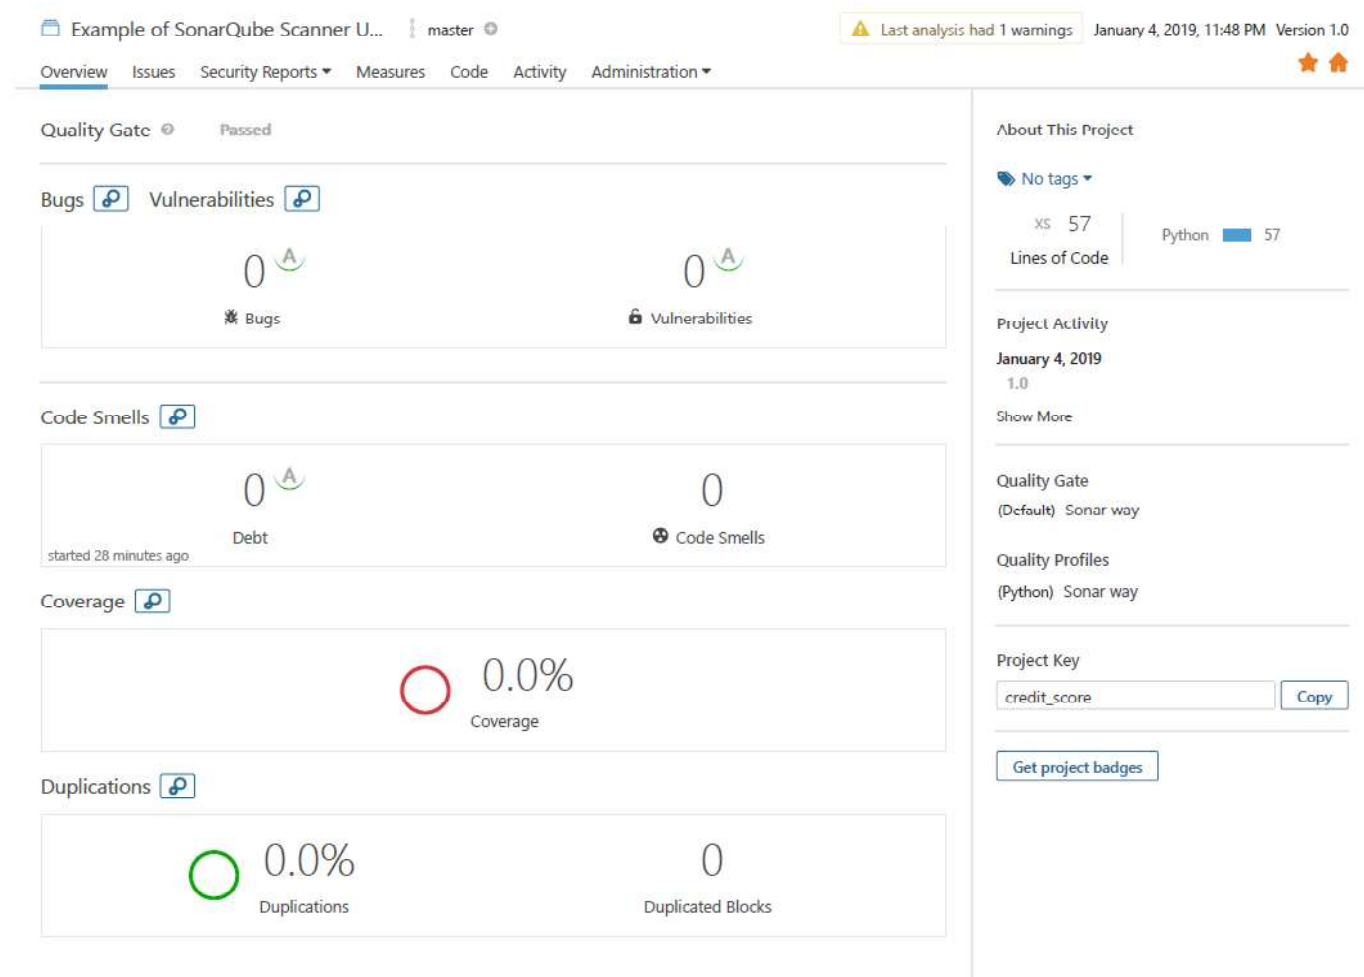 Example of SonarQube Scanner U... master Last analysis had 1 warnings January 4, 2019, 11:48 PM Version 1.0
Overview Issues Security Reports Measures Code Activity Administration
Quality Gate Passed
Bugs Vulnerabilities
0 A 0 A
Bugs Vulnerabilities
Code Smells
0 A 0
Debt Code Smells
started 28 minutes ago
Coverage
0.0%
Coverage
Duplications
0.0% 0
Duplications Duplicated Blocks
About This Project
No tags
XS 57 Python 57
Lines of Code
Project Activity
January 4, 2019
1.0
Show More
Quality Gate
(Default) Sonar way
Quality Profiles
(Python) Sonar way
Project Key
credit_score Copy
Get project badges